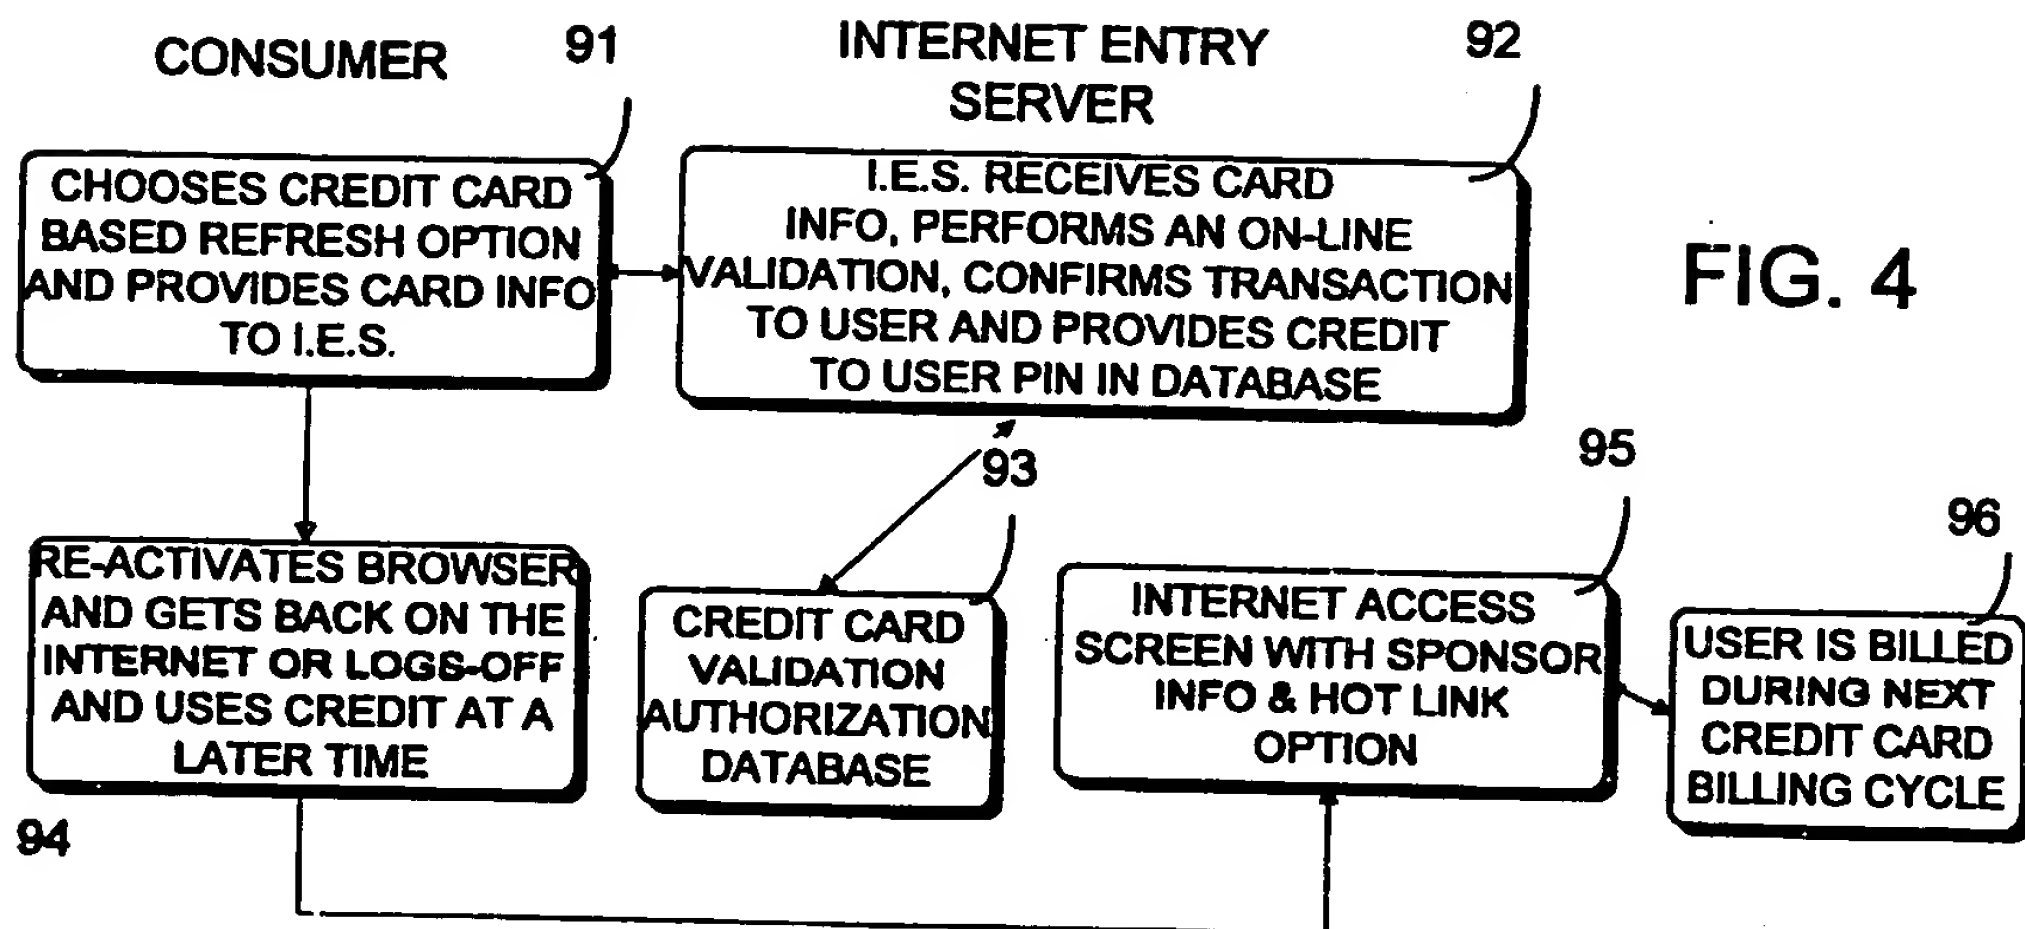 CONSUMER
91
INTERNET ENTRY
SERVER
92
CHOOSES CREDIT CARD
BASED REFRESH OPTION
AND PROVIDES CARD INFO
TO I.E.S.
I.E.S. RECEIVES CARD
INFO, PERFORMS AN ON-LINE
VALIDATION, CONFIRMS TRANSACTION
TO USER AND PROVIDES CREDIT
TO USER PIN IN DATABASE
FIG. 4
93
95
96
RE-ACTIVATES BROWSER
AND GETS BACK ON THE
INTERNET OR LOGS-OFF
AND USES CREDIT AT A
LATER TIME
94
CREDIT CARD
VALIDATION
AUTHORIZATION
DATABASE
INTERNET ACCESS
SCREEN WITH SPONSOR
INFO & HOT LINK
OPTION
USER IS BILLED
DURING NEXT
CREDIT CARD
BILLING CYCLE